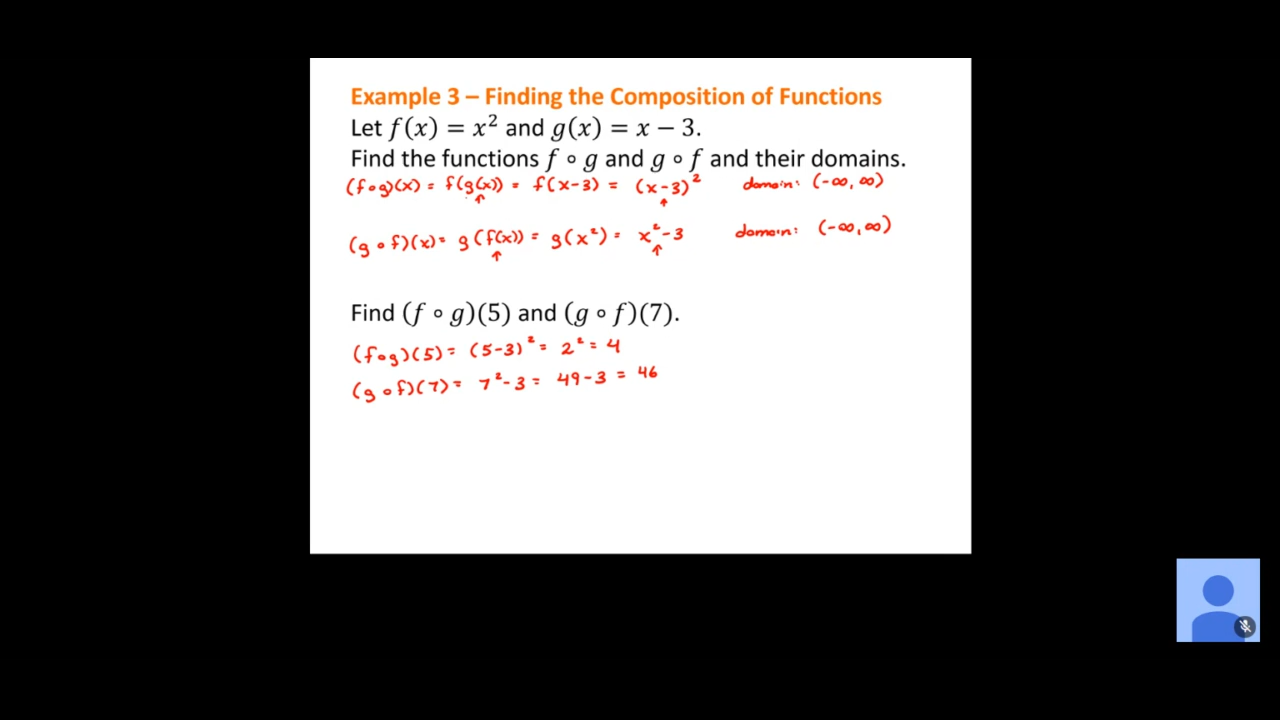 Example 3 – Finding the Composition of Functions
Let f(x) = x² and g(x) = x − 3.
Find the functions f ∘ g and g ∘ f and their domains.
(f∘g)(x) = f(g(x)) = f(x-3) = (x-3)² domain: (-∞, ∞)
(g ∘ f)(x) = g(f(x)) = g(x²) = x²-3 domain: (-∞, ∞)
Find (f ∘ g)(5) and (g ∘ f)(7).
(f∘g)(5) = (5-3)² = 2² = 4
(g ∘ f)(7) = 7²-3 = 49-3 = 46